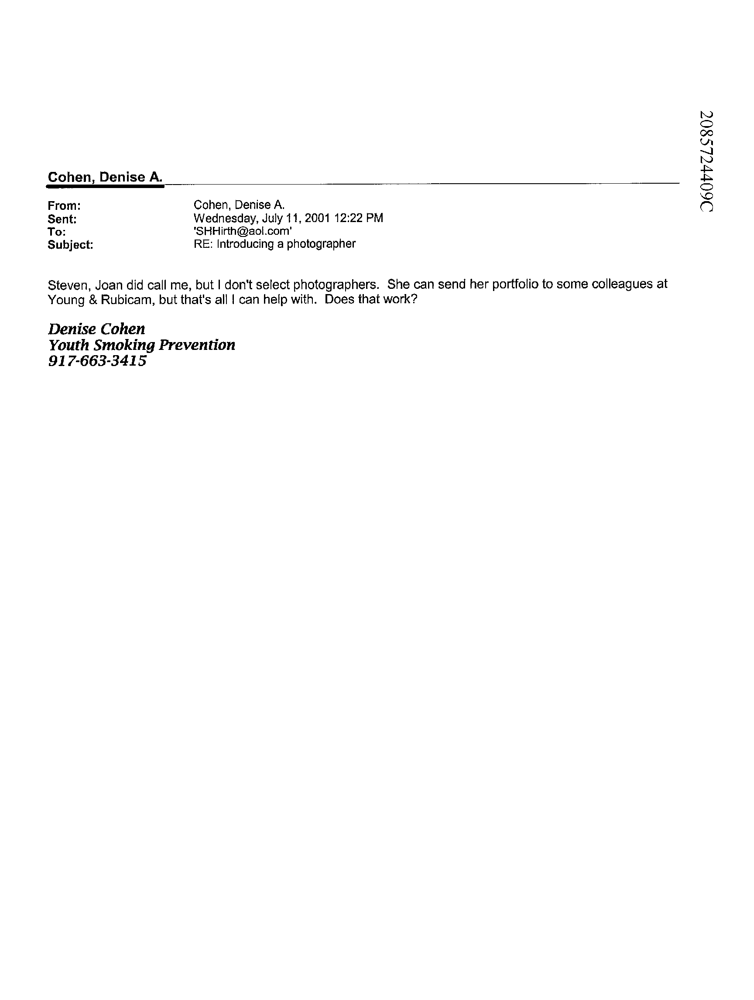 2085724409C
Cohen, Denise A.
From: Cohen, Denise A.
Sent: Wednesday, July 11, 2001 12:22 PM
To: 'SHHirth@aol.com'
Subject: RE: Introducing a photographer
Steven, Joan did call me, but I don't select photographers.  She can send her portfolio to some colleagues at
Young & Rubicam, but that's all I can help with.  Does that work?
Denise Cohen
Youth Smoking Prevention
917-663-3415